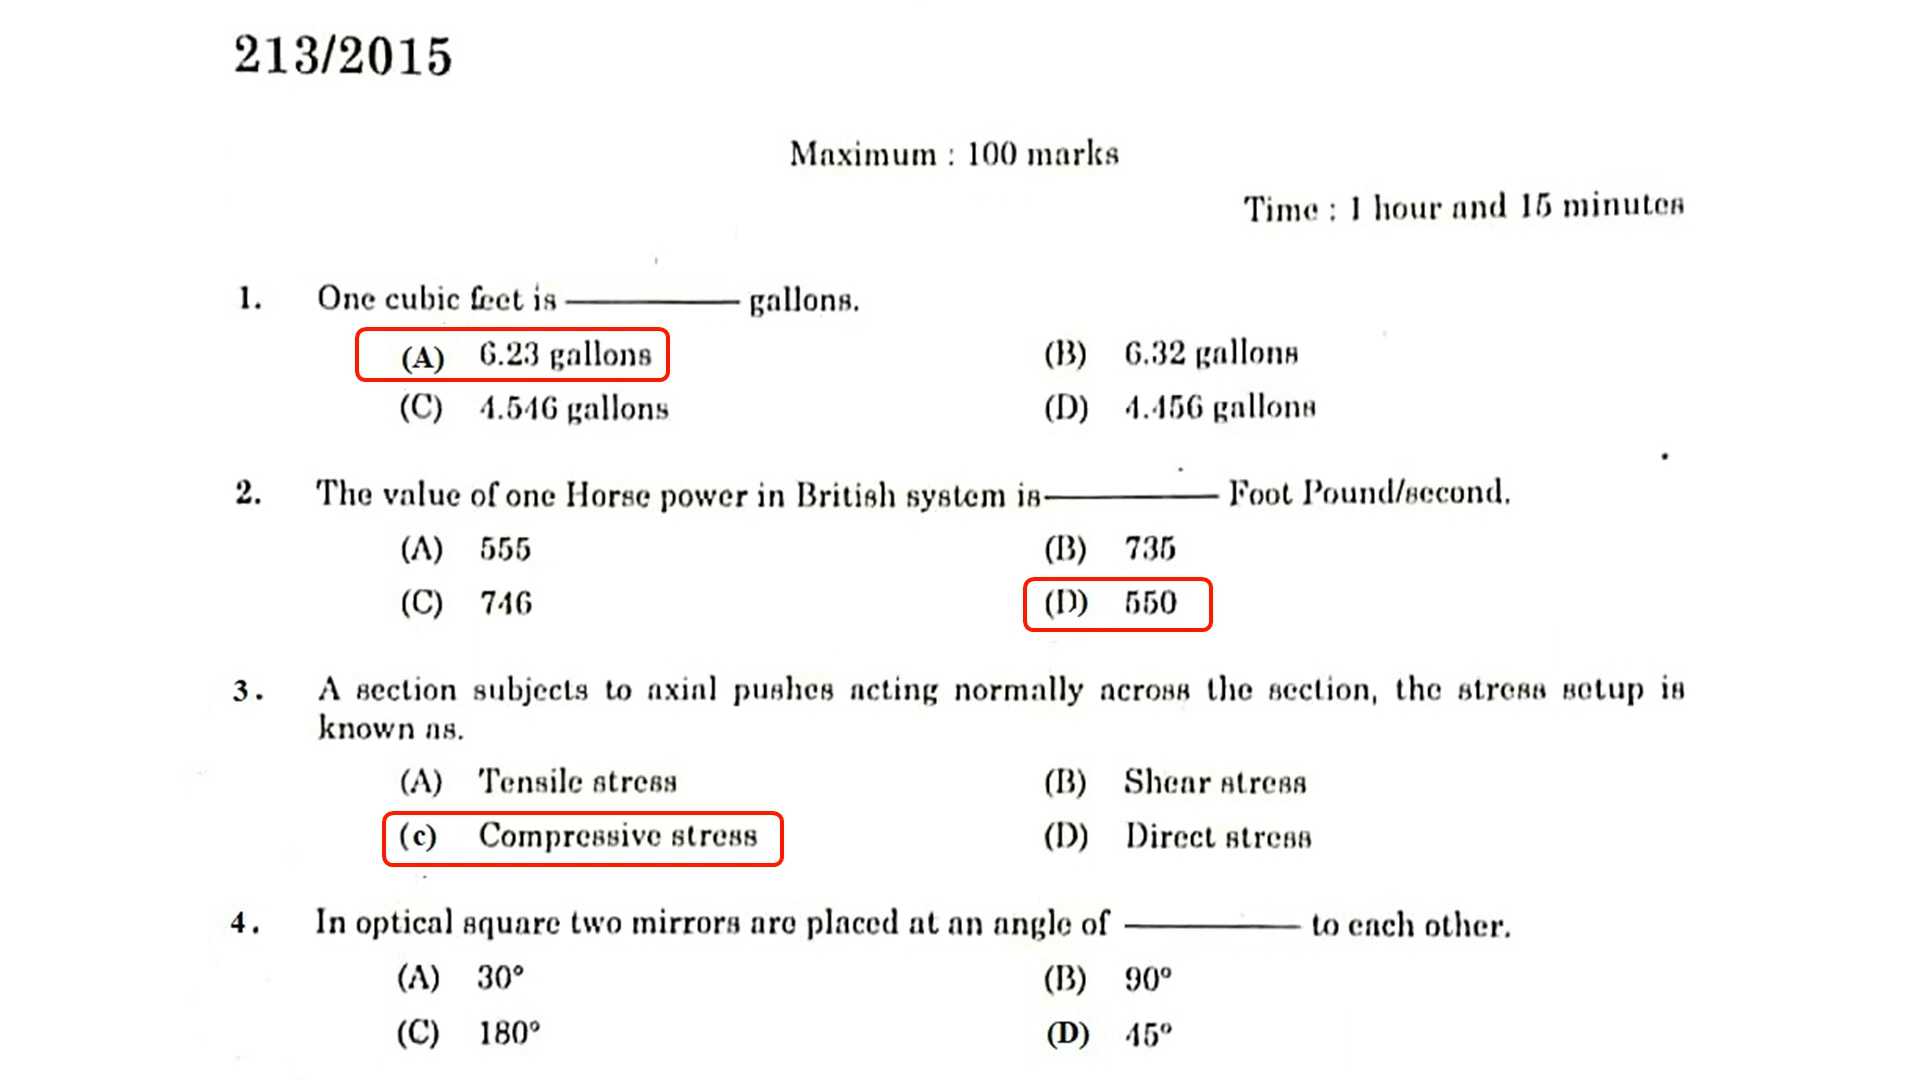 213/2015
Maximum : 100 marks
Time : 1 hour and 15 minutes
1. One cubic feet is ———— gallons.
(A) 6.23 gallons (B) 6.32 gallons
(C) 4.546 gallons (D) 4.456 gallons
2. The value of one Horse power in British system is ———— Foot Pound/second.
(A) 555 (B) 735
(C) 746 (D) 550
3. A section subjects to axial pushes acting normally across the section, the stress setup is
known as.
(A) Tensile stress (B) Shear stress
(c) Compressive stress (D) Direct stress
4. In optical square two mirrors are placed at an angle of ———— to each other.
(A) 30° (B) 90°
(C) 180° (D) 45°